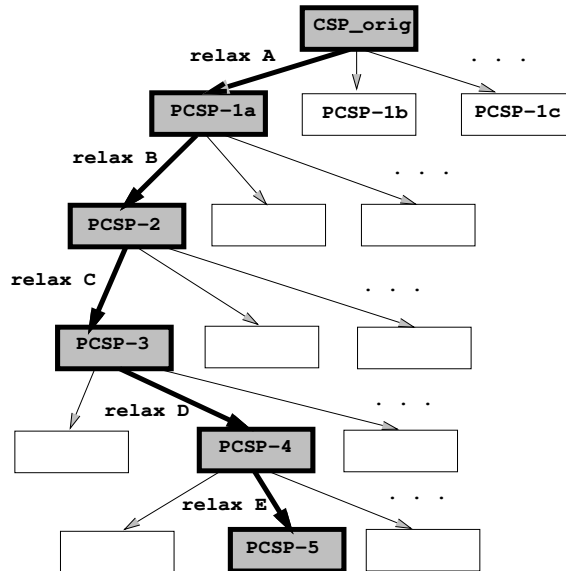 CSP_orig
relax A
. . .
PCSP-1a
PCSP-1b
PCSP-1c
relax B
. . .
PCSP-2
relax C
. . .
PCSP-3
relax D
. . .
PCSP-4
relax E
. . .
PCSP-5